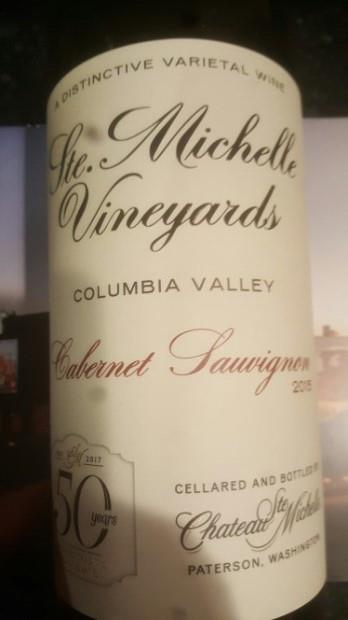 A DISTINCTIVE VARIETAL WINE
Ste. Michelle
Vineyards
COLUMBIA VALLEY
Cabernet Sauvignon
2015
2017
50 years
CELLARED AND BOTTLED BY
Chateau Ste Michelle
PATERSON, WASHINGTON